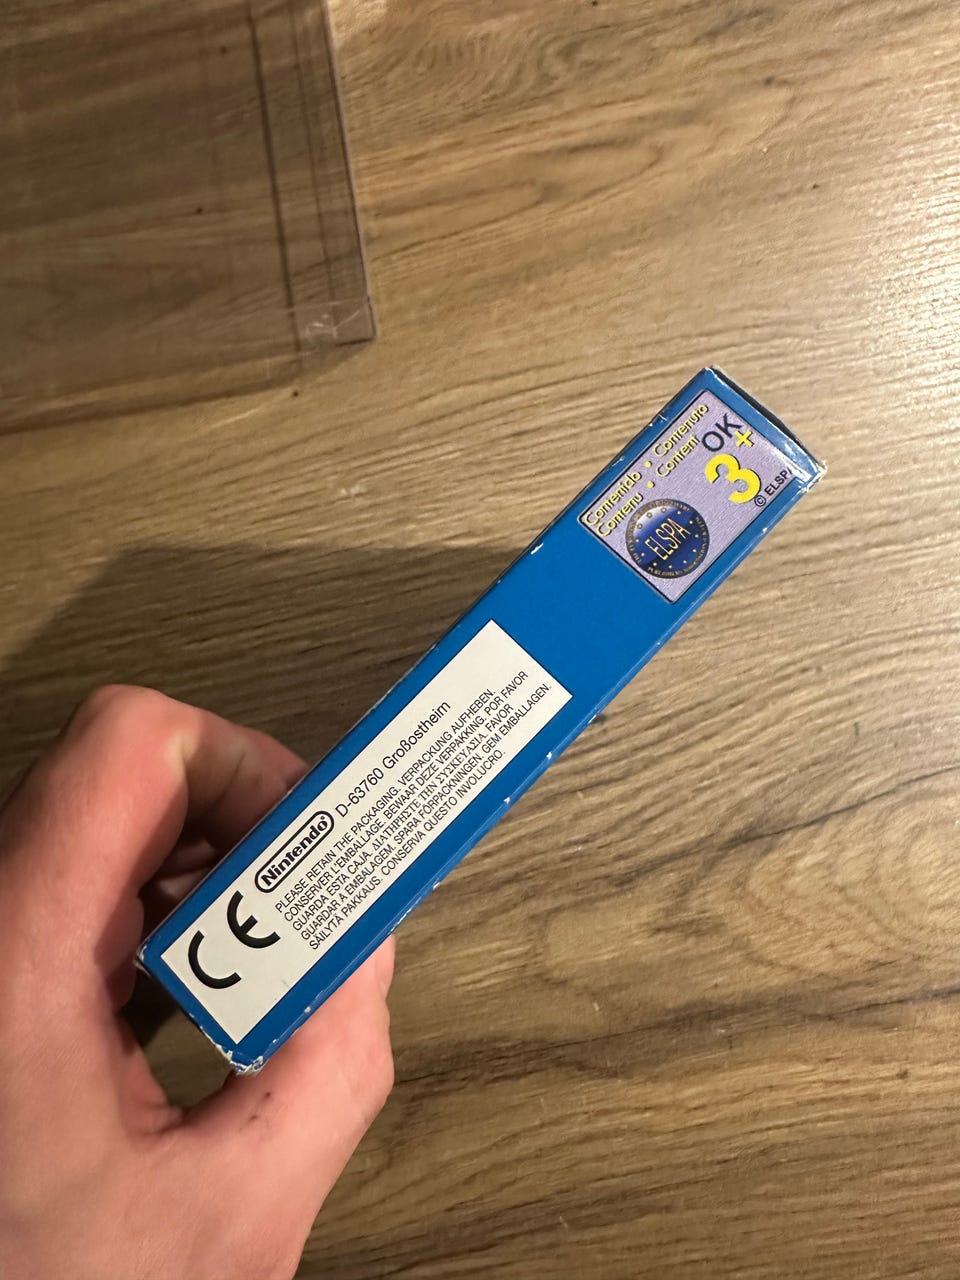 Nintendo® D-63760 Großostheim
PLEASE RETAIN THE PACKAGING. VERPACKUNG AUFHEBEN.
CONSERVER L'EMBALLAGE. BEWAAR DEZE VERPAKKING. POR FAVOR
GUARDA ESTA CAJA. ΔΙΑΤΗΡΗΣΤΕ ΤΗΝ ΣΥΣΚΕΥΑΣΙΑ. FAVOR
GUARDAR A EMBALAGEM. SPARA FÖRPACKNINGEN. GEM EMBALLAGEN.
SÄILYTÄ PAKKAUS. CONSERVA QUESTO INVOLUCRO.
CE
Contenido • Contenuto
Contenu • Content
OK
3+
ELSPA
© ELSPA